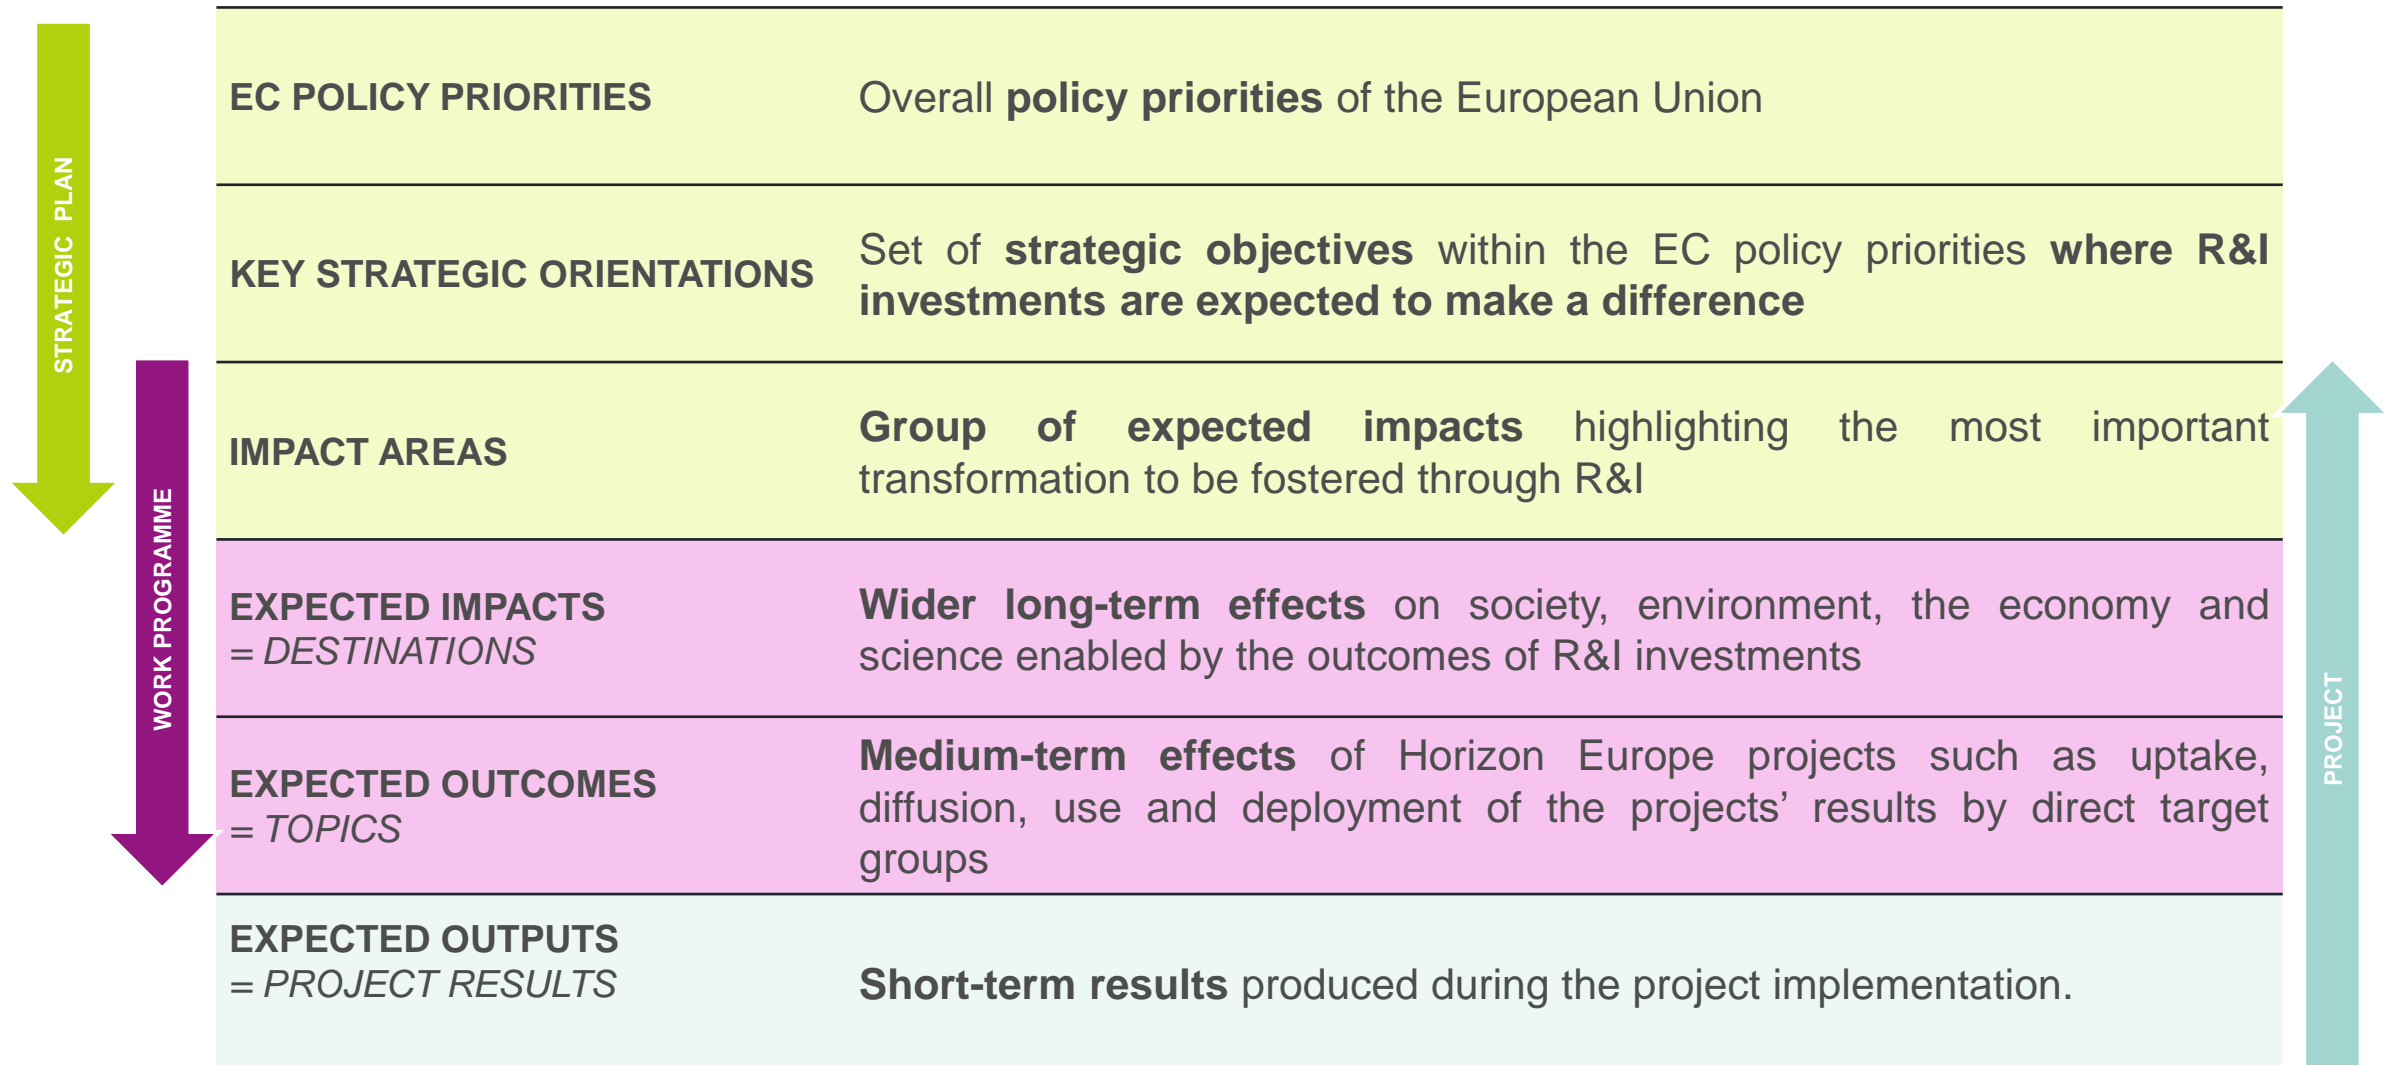 STRATEGIC PLAN
WORK PROGRAMME
EC POLICY PRIORITIES
Overall policy priorities of the European Union
KEY STRATEGIC ORIENTATIONS
Set of strategic objectives within the EC policy priorities where R&I
investments are expected to make a difference
IMPACT AREAS
Group of expected impacts highlighting the most important
transformation to be fostered through R&I
EXPECTED IMPACTS
= DESTINATIONS
Wider long-term effects on society, environment, the economy and
science enabled by the outcomes of R&I investments
EXPECTED OUTCOMES
= TOPICS
Medium-term effects of Horizon Europe projects such as uptake,
diffusion, use and deployment of the projects’ results by direct target
groups
EXPECTED OUTPUTS
= PROJECT RESULTS
Short-term results produced during the project implementation.
PROJECT